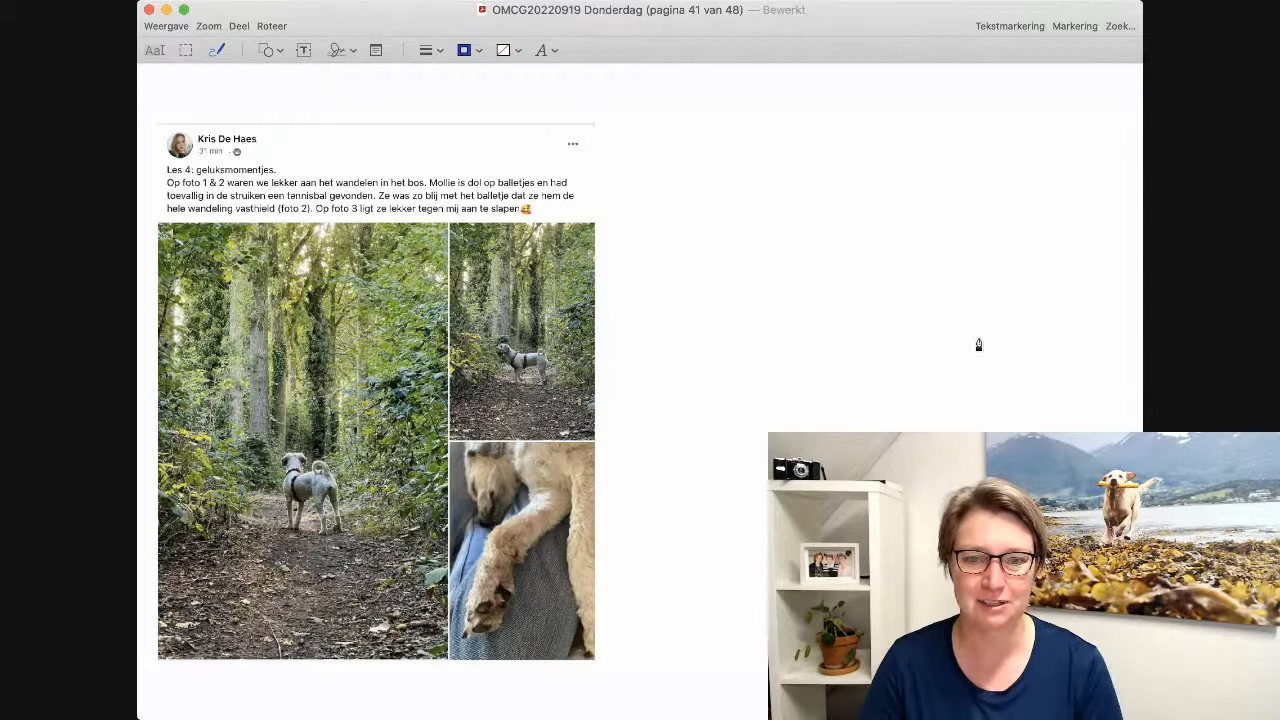 OMCG20220919 Donderdag (pagina 41 van 48) — Bewerkt
Weergave Zoom Deel Roteer
Tekstmarkering Markering Zoek...
AaI T A
Kris De Haes
31 min
Les 4: geluksmomentjes.
Op foto 1 & 2 waren we lekker aan het wandelen in het bos. Mollie is dol op balletjes en had
toevallig in de struiken een tennisbal gevonden. Ze was zo blij met het balletje dat ze hem de
hele wandeling vasthield (foto 2). Op foto 3 ligt ze lekker tegen mij aan te slapen🥰